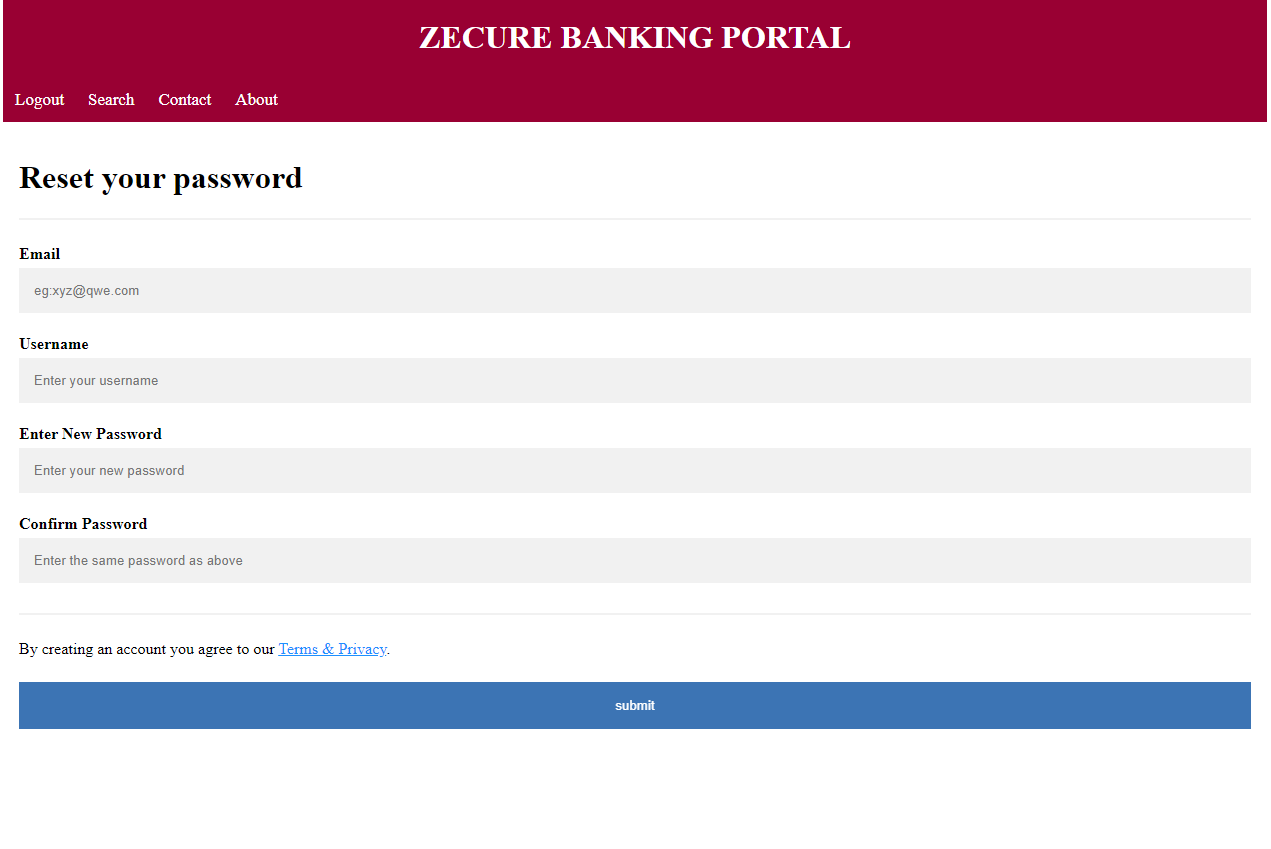 ZECURE BANKING PORTAL
Logout Search Contact About
Reset your password
Email
eg:xyz@qwe.com
Username
Enter your username
Enter New Password
Enter your new password
Confirm Password
Enter the same password as above
By creating an account you agree to our Terms & Privacy.
submit